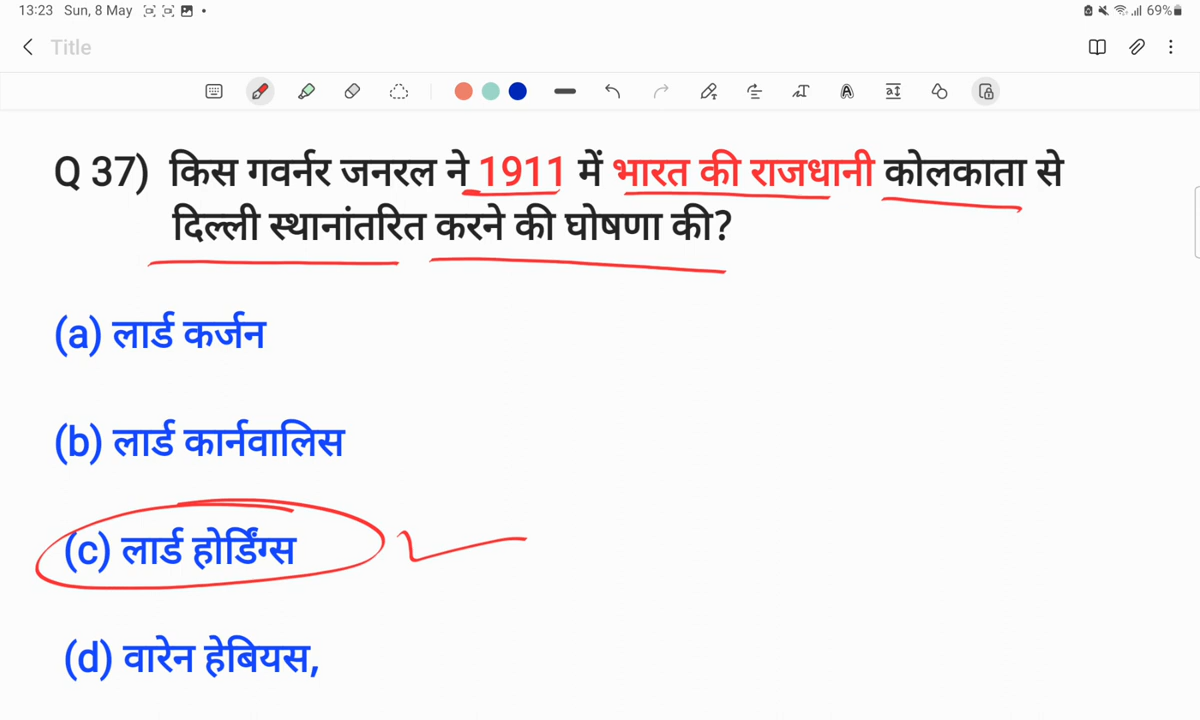 13:23 Sun, 8 May 69%
Title
Q 37) किस गवर्नर जनरल ने 1911 में भारत की राजधानी कोलकाता से
दिल्ली स्थानांतरित करने की घोषणा की?
(a) लार्ड कर्जन
(b) लार्ड कार्नवालिस
(c) लार्ड होर्डिंग्स
(d) वारेन हेबियस,